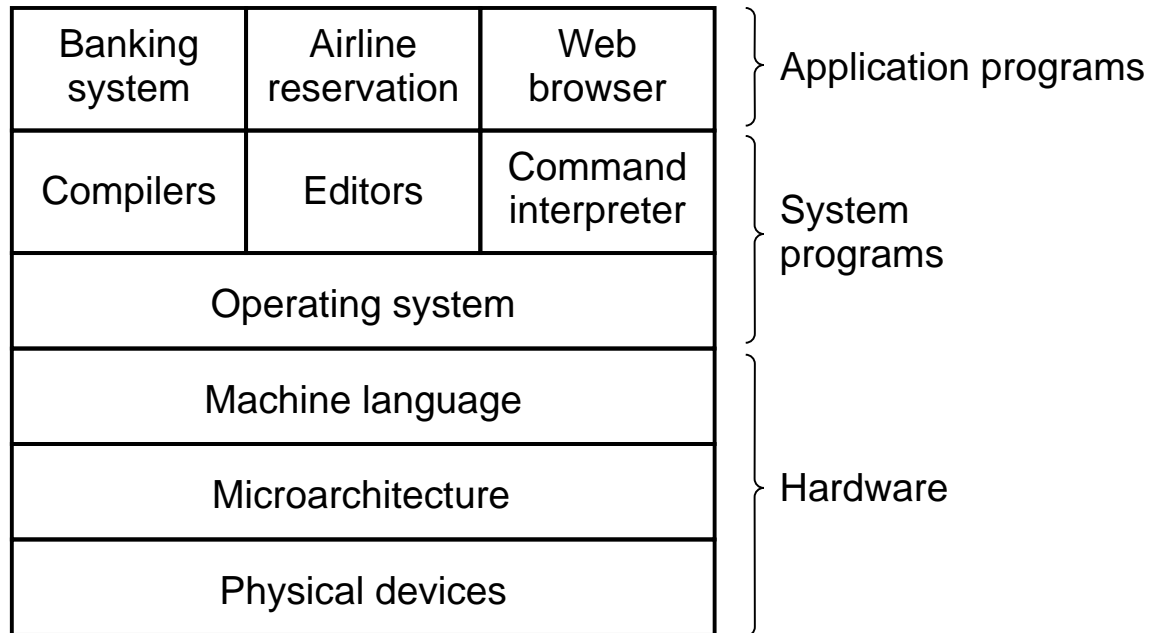 Banking
system
Airline
reservation
Web
browser
Application programs
Compilers
Editors
Command
interpreter
System
programs
Operating system
Machine language
Microarchitecture
Hardware
Physical devices